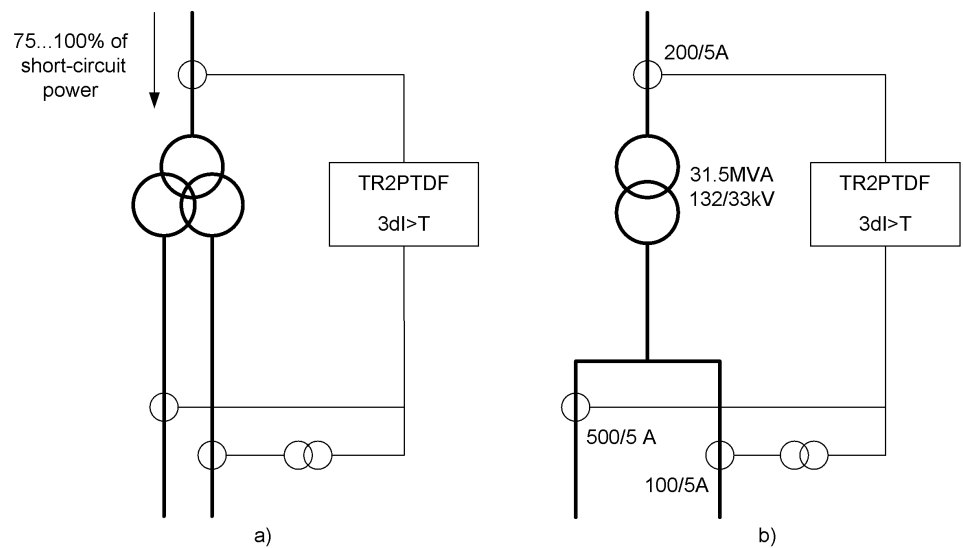 75...100% of
short-circuit
power
TR2PTDF
3dI>T
a)
200/5A
31.5MVA
132/33kV
TR2PTDF
3dI>T
500/5 A
100/5A
b)